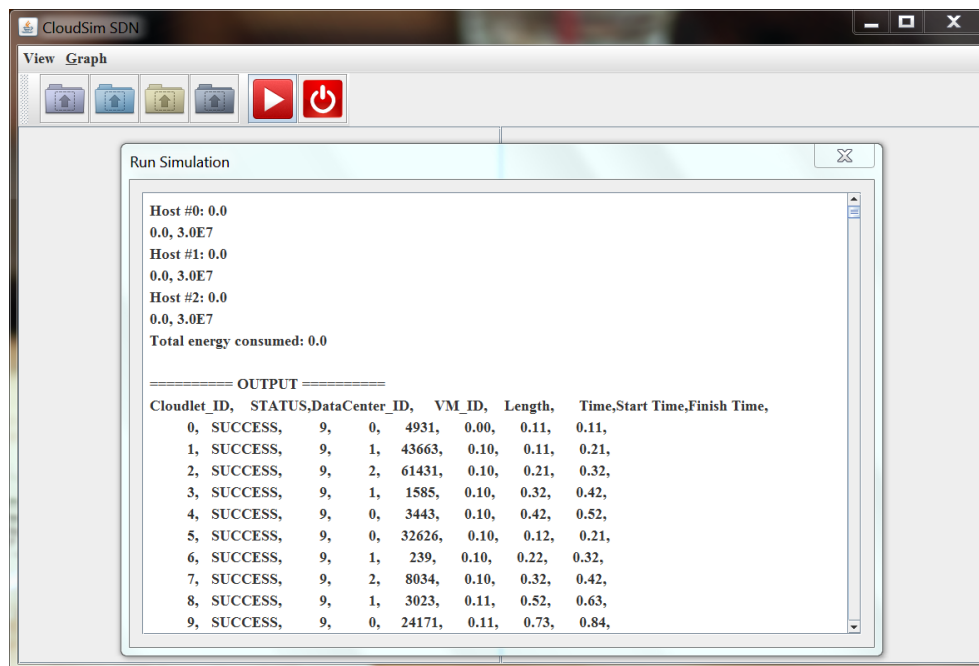 CloudSim SDN
View Graph
Run Simulation
Host #0: 0.0
0.0, 3.0E7
Host #1: 0.0
0.0, 3.0E7
Host #2: 0.0
0.0, 3.0E7
Total energy consumed: 0.0
========== OUTPUT ==========
Cloudlet_ID, STATUS,DataCenter_ID, VM_ID, Length, Time,Start Time,Finish Time,
0, SUCCESS, 9, 0, 4931, 0.00, 0.11, 0.11,
1, SUCCESS, 9, 1, 43663, 0.10, 0.11, 0.21,
2, SUCCESS, 9, 2, 61431, 0.10, 0.21, 0.32,
3, SUCCESS, 9, 1, 1585, 0.10, 0.32, 0.42,
4, SUCCESS, 9, 0, 3443, 0.10, 0.42, 0.52,
5, SUCCESS, 9, 0, 32626, 0.10, 0.12, 0.21,
6, SUCCESS, 9, 1, 239, 0.10, 0.22, 0.32,
7, SUCCESS, 9, 2, 8034, 0.10, 0.32, 0.42,
8, SUCCESS, 9, 1, 3023, 0.11, 0.52, 0.63,
9, SUCCESS, 9, 0, 24171, 0.11, 0.73, 0.84,